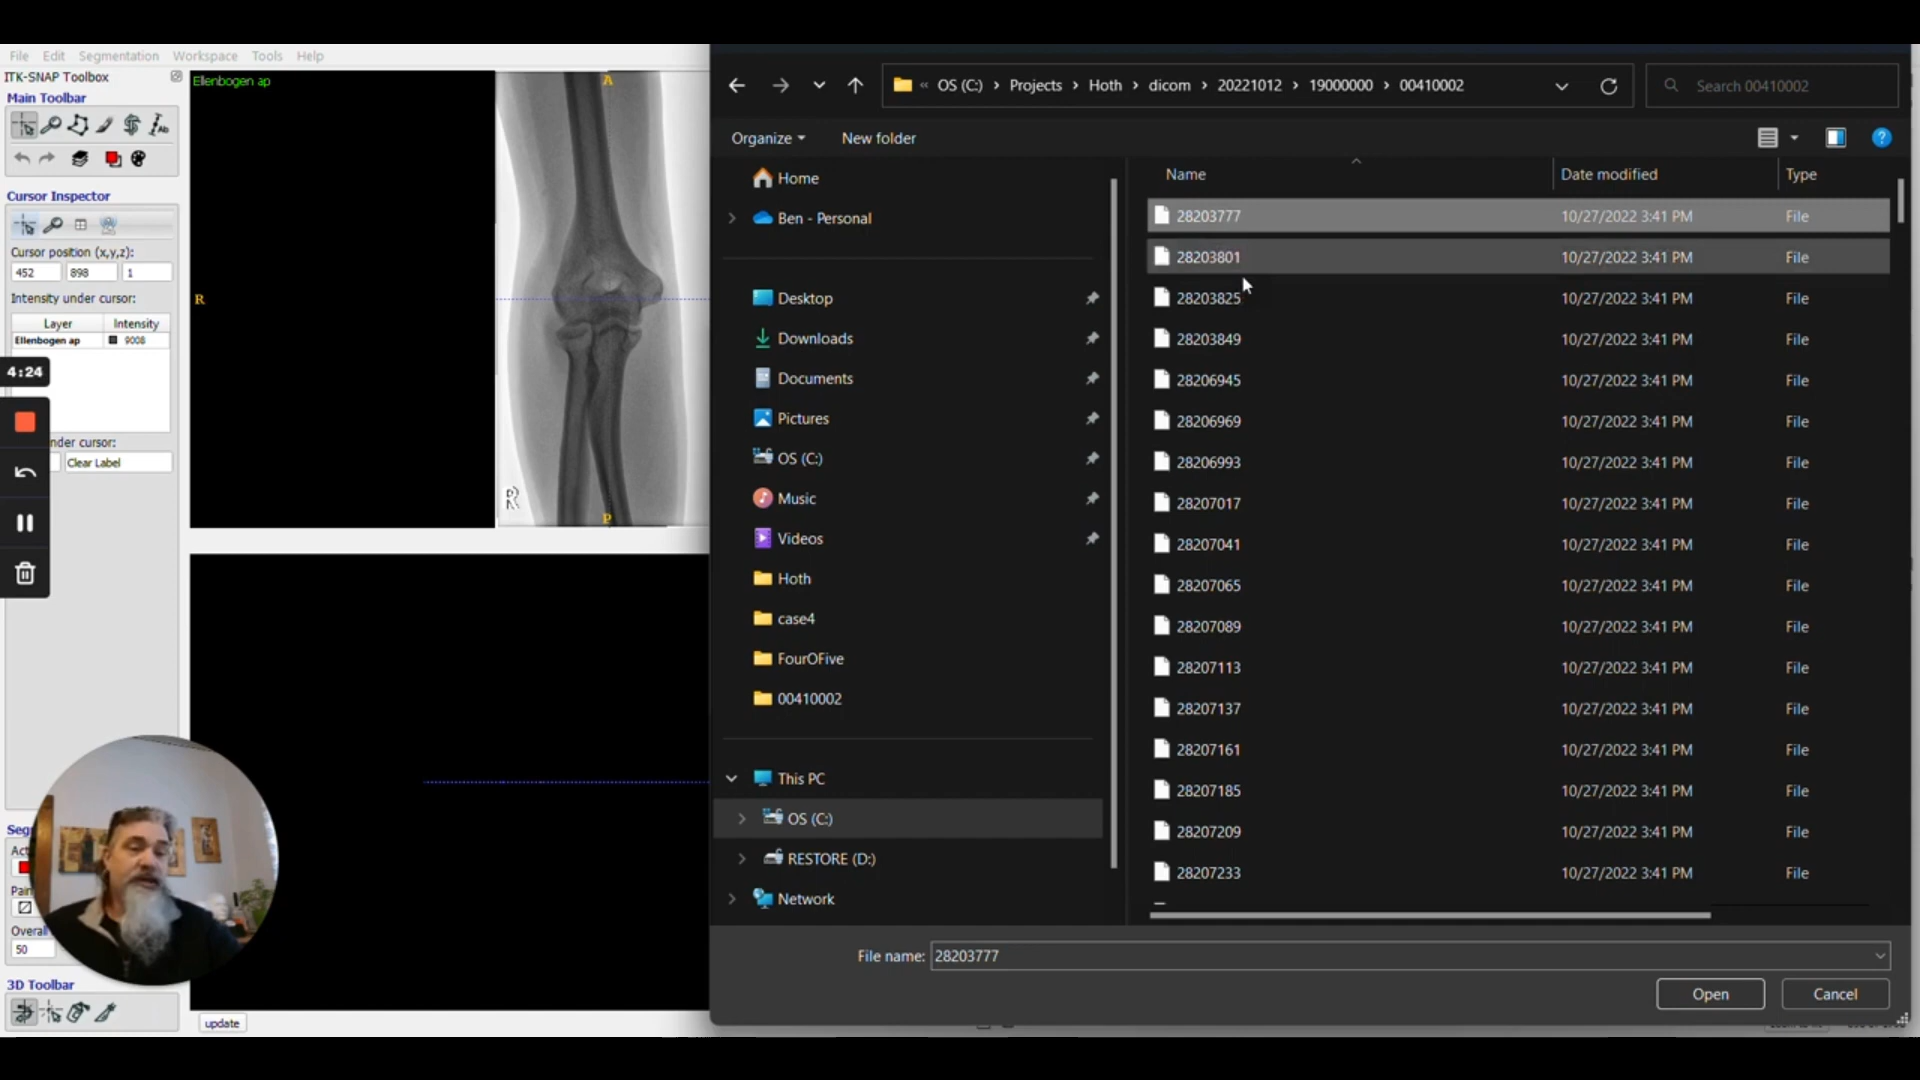 File Edit Segmentation Workspace Tools Help
ITK-SNAP Toolbox
Main Toolbar
Cursor Inspector
Cursor position (x,y,z):
452 898 1
Intensity under cursor:
Layer Intensity
Ellenbogen ap 9008
4:24
nder cursor:
Clear Label
Seg
Act
Pain
Overal
50
3D Toolbar
Ellenbogen ap
A
R
R
P
update
« OS (C:) › Projects › Hoth › dicom › 20221012 › 19000000 › 00410002
Search 00410002
Organize New folder
Home
Ben - Personal
Desktop
Downloads
Documents
Pictures
OS (C:)
Music
Videos
Hoth
case4
FourOFive
00410002
This PC
OS (C:)
RESTORE (D:)
Network
Name Date modified Type
28203777 10/27/2022 3:41 PM File
28203801 10/27/2022 3:41 PM File
28203825 10/27/2022 3:41 PM File
28203849 10/27/2022 3:41 PM File
28206945 10/27/2022 3:41 PM File
28206969 10/27/2022 3:41 PM File
28206993 10/27/2022 3:41 PM File
28207017 10/27/2022 3:41 PM File
28207041 10/27/2022 3:41 PM File
28207065 10/27/2022 3:41 PM File
28207089 10/27/2022 3:41 PM File
28207113 10/27/2022 3:41 PM File
28207137 10/27/2022 3:41 PM File
28207161 10/27/2022 3:41 PM File
28207185 10/27/2022 3:41 PM File
28207209 10/27/2022 3:41 PM File
28207233 10/27/2022 3:41 PM File
File name: 28203777
Open Cancel